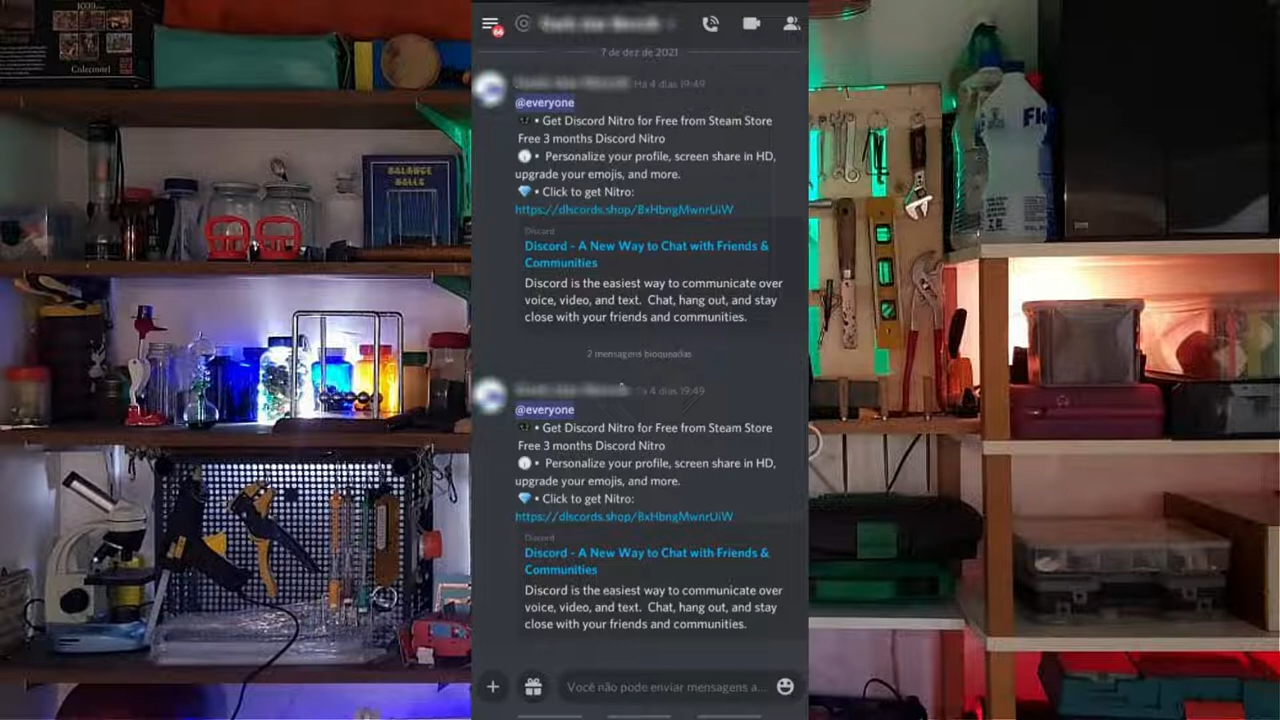 Colecione!
BALANCE
BALLS
66
7 de dez de 2021
Há 4 dias 19:49
@everyone
• Get Discord Nitro for Free from Steam Store
Free 3 months Discord Nitro
• Personalize your profile, screen share in HD,
upgrade your emojis, and more.
• Click to get Nitro:
https://dlscords.shop/BxHbngMwnrUiW
Discord
Discord - A New Way to Chat with Friends &
Communities
Discord is the easiest way to communicate over
voice, video, and text. Chat, hang out, and stay
close with your friends and communities.
2 mensagens bloqueadas
4 dias 19:49
@everyone
• Get Discord Nitro for Free from Steam Store
Free 3 months Discord Nitro
• Personalize your profile, screen share in HD,
upgrade your emojis, and more.
• Click to get Nitro:
https://dlscords.shop/BxHbngMwnrUiW
Discord
Discord - A New Way to Chat with Friends &
Communities
Discord is the easiest way to communicate over
voice, video, and text. Chat, hang out, and stay
close with your friends and communities.
Você não pode enviar mensagens a...